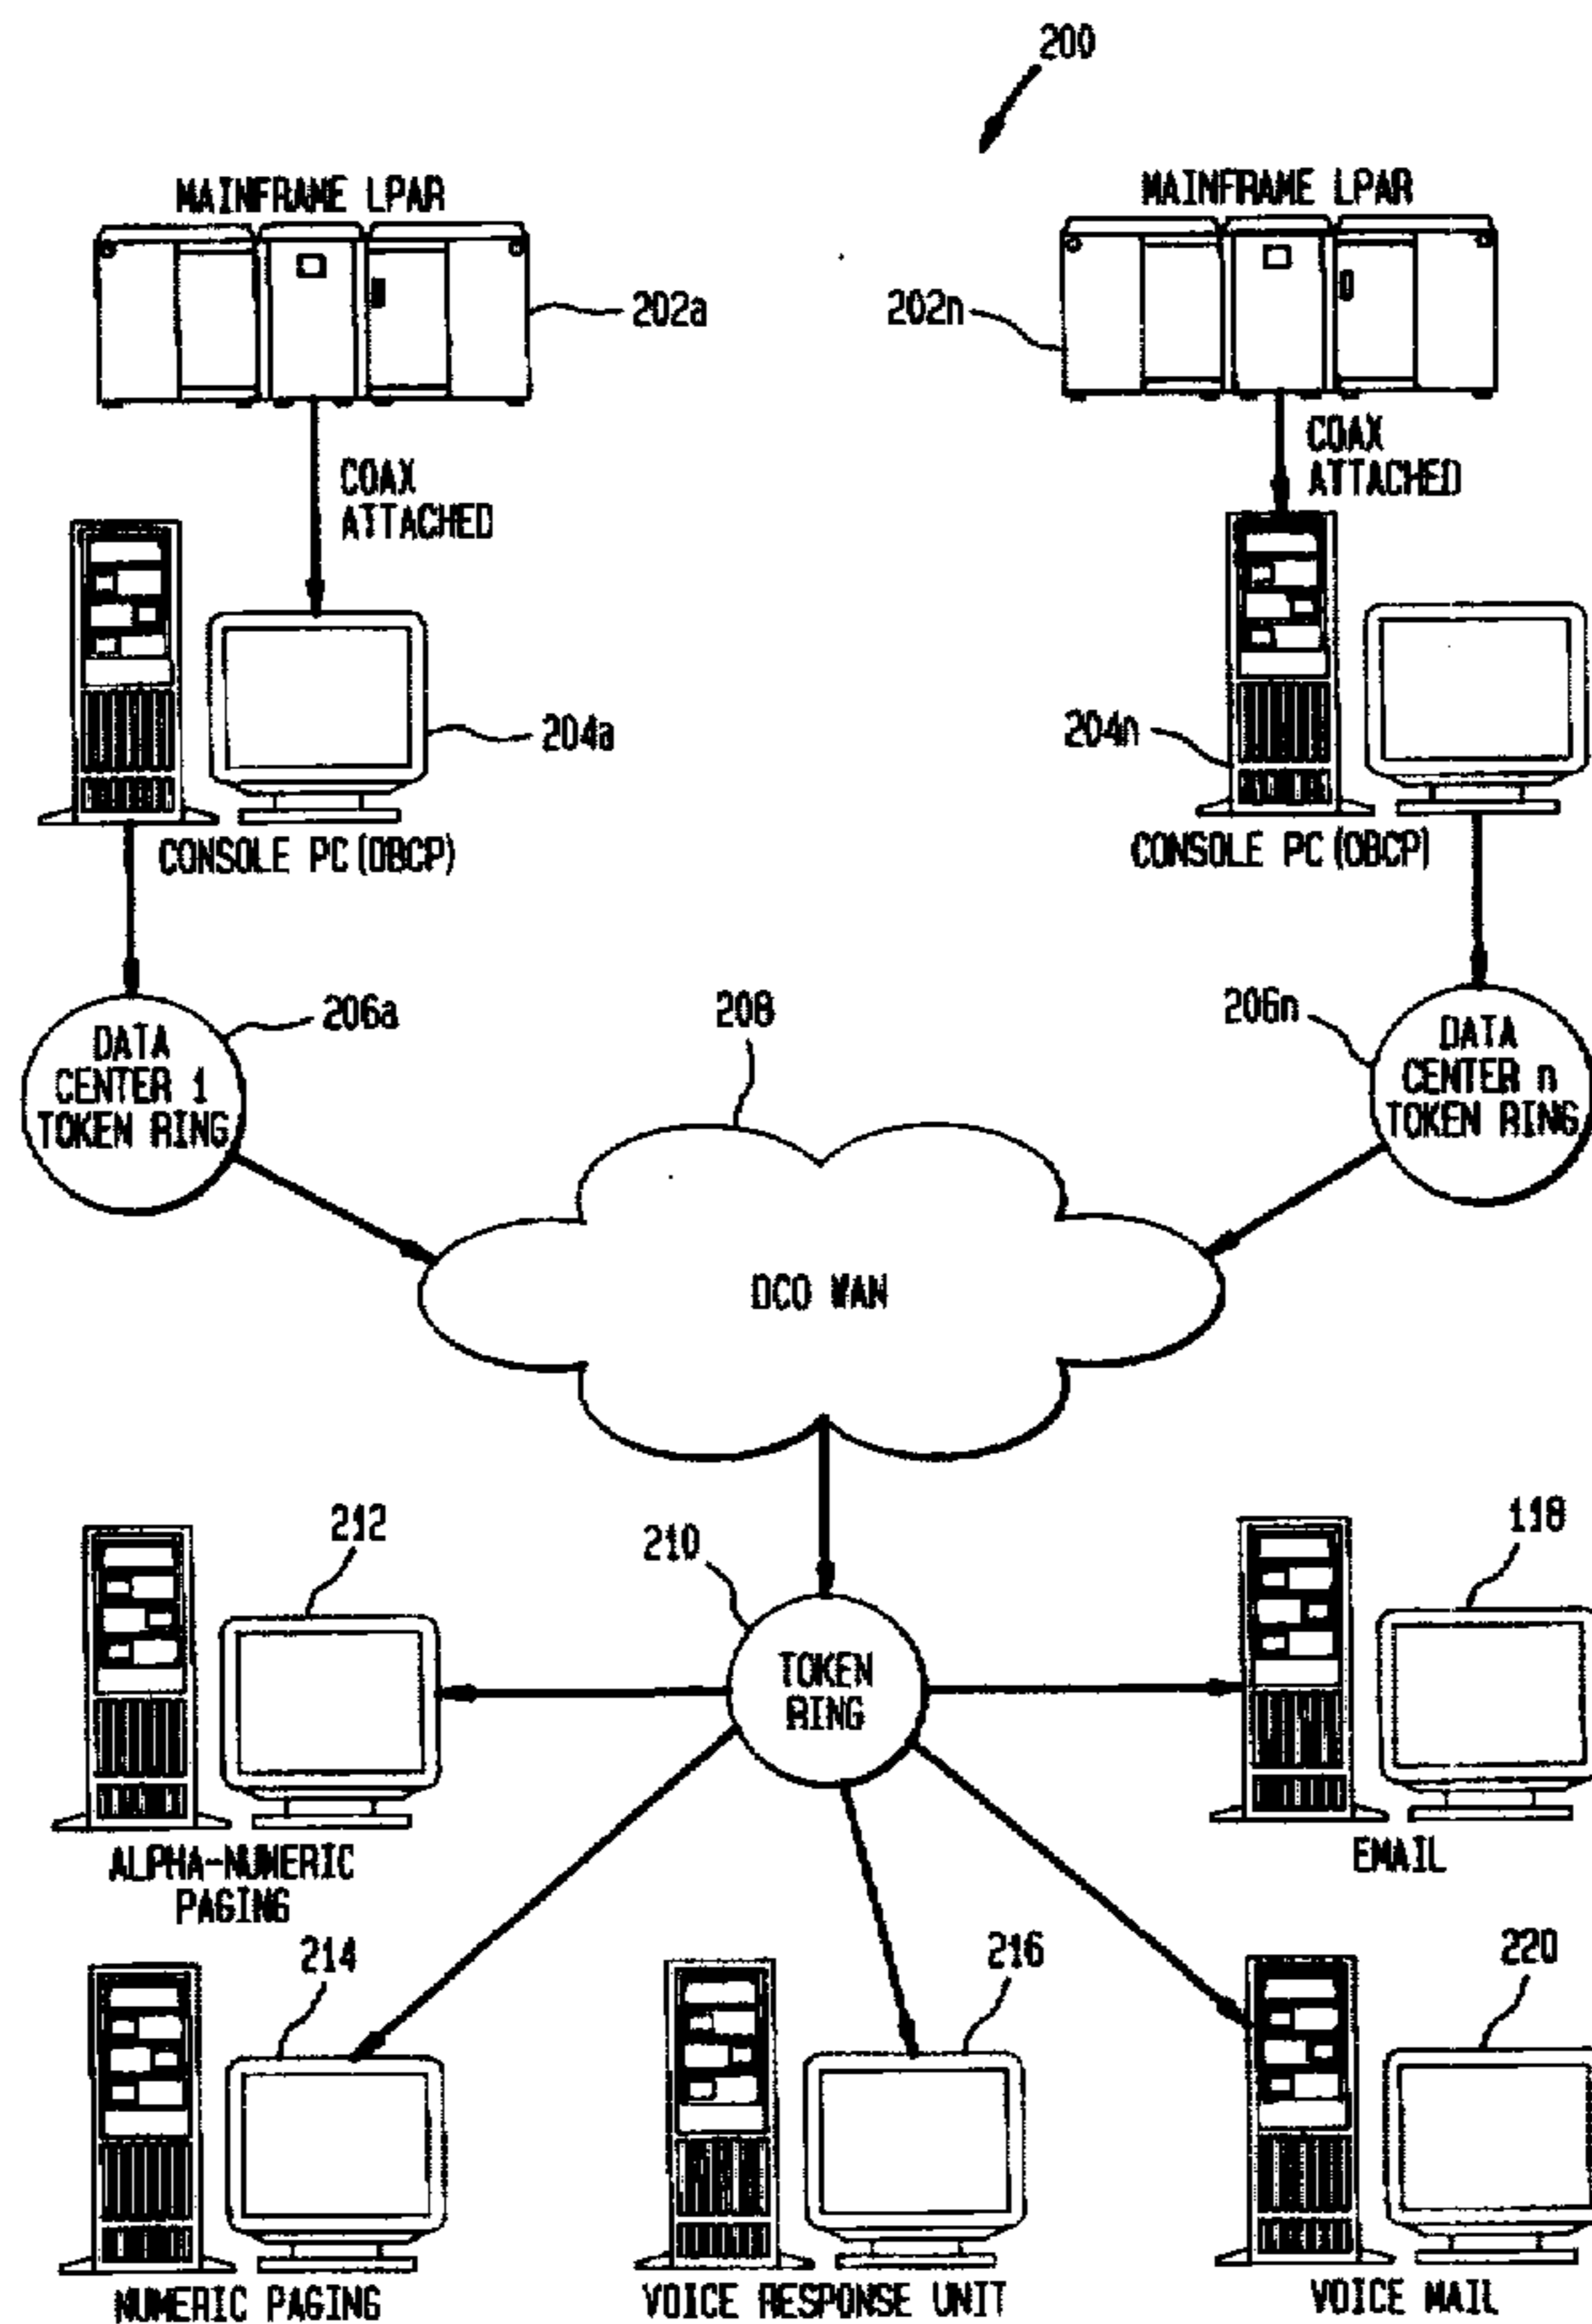 200
MAINFRAME LPAR
MAINFRAME LPAR
202a
202n
COAX
ATTACHED
COAX
ATTACHED
204a
204n
CONSOLE PC (OBCP)
CONSOLE PC (OBCP)
206a
208
206n
DATA
CENTER 1
TOKEN RING
DATA
CENTER n
TOKEN RING
DCO WAN
212
210
118
TOKEN
RING
ALPHA-NUMERIC
PAGING
EMAIL
214
216
220
NUMERIC PAGING
VOICE RESPONSE UNIT
VOICE MAIL